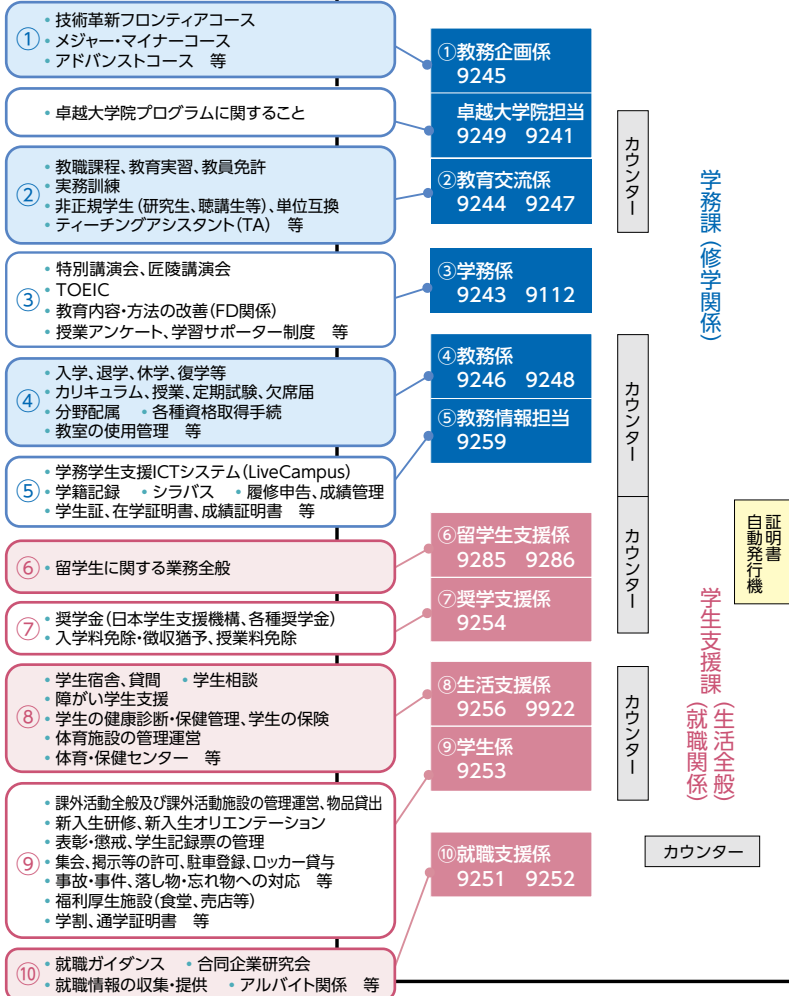 ①
• 技術革新フロンティアコース
• メジャー・マイナーコース
• アドバンストコース　等
• 卓越大学院プログラムに関すること
②
• 教職課程、教育実習、教員免許
• 実務訓練
• 非正規学生(研究生、聴講生等)、単位互換
• ティーチングアシスタント(TA)　等
③
• 特別講演会、匠陵講演会
• TOEIC
• 教育内容・方法の改善(FD関係)
• 授業アンケート、学習サポーター制度　等
④
• 入学、退学、休学、復学等
• カリキュラム、授業、定期試験、欠席届
• 分野配属　• 各種資格取得手続
• 教室の使用管理　等
⑤
• 学務学生支援ICTシステム(LiveCampus)
• 学籍記録　• シラバス　• 履修申告、成績管理
• 学生証、在学証明書、成績証明書　等
⑥
• 留学生に関する業務全般
⑦
• 奨学金(日本学生支援機構、各種奨学金)
• 入学料免除・徴収猶予、授業料免除
⑧
• 学生宿舎、貸間　• 学生相談
• 障がい学生支援
• 学生の健康診断・保健管理、学生の保険
• 体育施設の管理運営
• 体育・保健センター　等
⑨
• 課外活動全般及び課外活動施設の管理運営、物品貸出
• 新入生研修、新入生オリエンテーション
• 表彰・懲戒、学生記録票の管理
• 集会、掲示等の許可、駐車登録、ロッカー貸与
• 事故・事件、落し物・忘れ物への対応　等
• 福利厚生施設(食堂、売店等)
• 学割、通学証明書　等
⑩
• 就職ガイダンス　• 合同企業研究会
• 就職情報の収集・提供　• アルバイト関係　等
①教務企画係
9245
卓越大学院担当
9249　9241
②教育交流係
9244　9247
③学務係
9243　9112
④教務係
9246　9248
⑤教務情報担当
9259
⑥留学生支援係
9285　9286
⑦奨学支援係
9254
⑧生活支援係
9256　9922
⑨学生係
9253
⑩就職支援係
9251　9252
カウンター
カウンター
カウンター
カウンター
カウンター
学務課(修学関係)
学生支援課
(生活全般)
(就職関係)
証明書
自動発行機